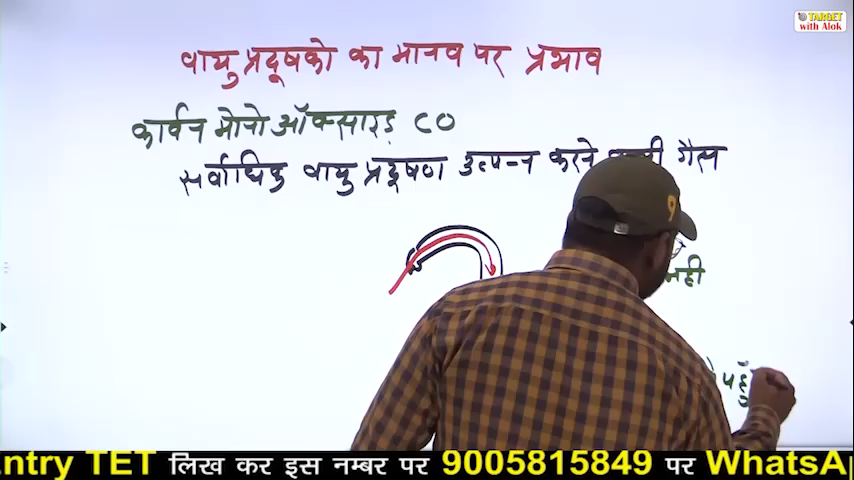 TARGET
with Alok
वायु प्रदूषको का मानव पर प्रभाव
कार्बन मोनो ऑक्साइड CO
सर्वाधिक वायु प्रदूषण उत्पन्न करने गैस
नही
ntry TET लिख कर इस नम्बर पर 9005815849 पर WhatsA